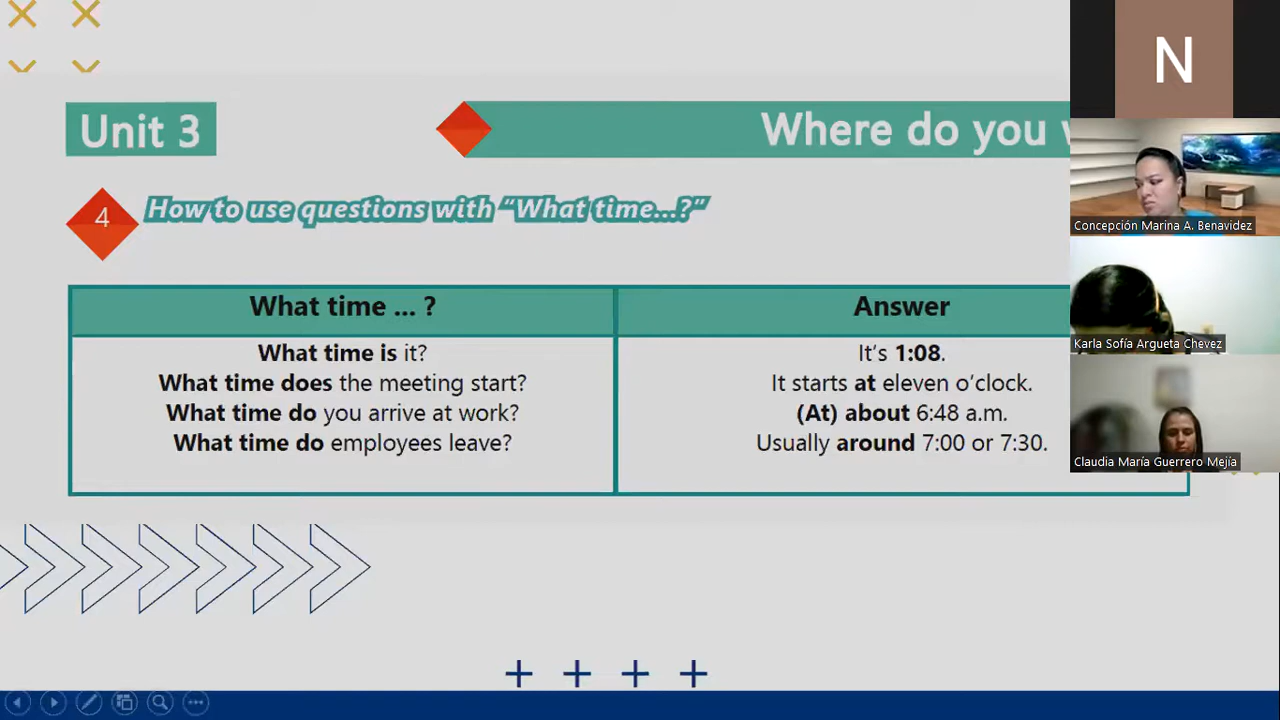 Unit 3
Where do you
4
How to use questions with “What time...?”
What time ... ?
Answer
What time is it?
It’s 1:08.
What time does the meeting start?
It starts at eleven o’clock.
What time do you arrive at work?
(At) about 6:48 a.m.
What time do employees leave?
Usually around 7:00 or 7:30.
N
Concepción Marina A. Benavidez
Karla Sofía Argueta Chevez
Claudia María Guerrero Mejía